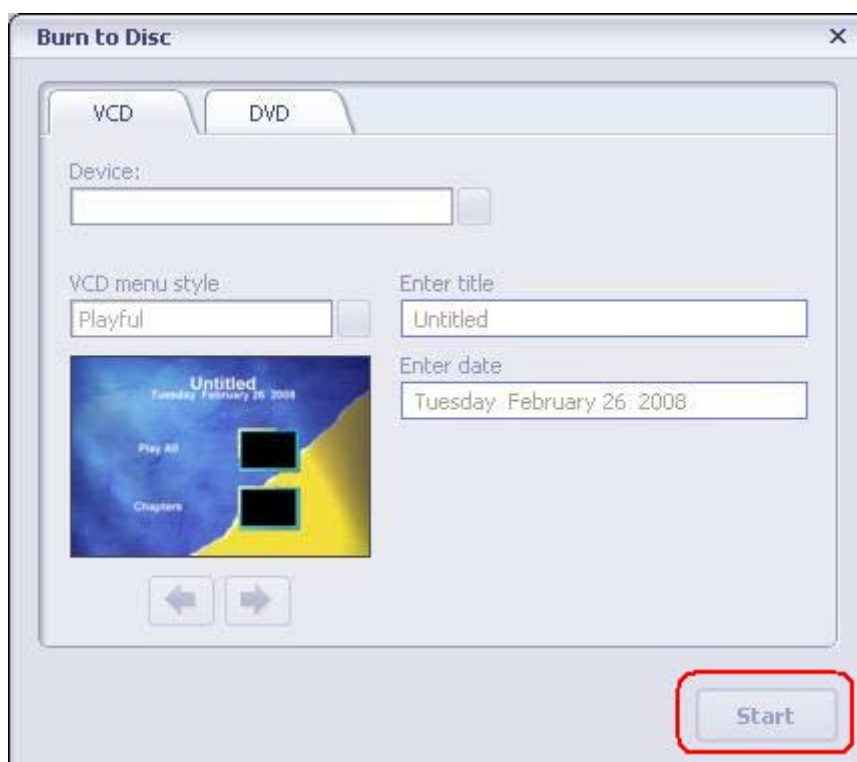 Burn to Disc
VCD
DVD
Device:
VCD menu style
Playful
Enter title
Untitled
Enter date
Tuesday February 26 2008
Untitled
Tuesday February 26 2008
Play All
Chapters
Start